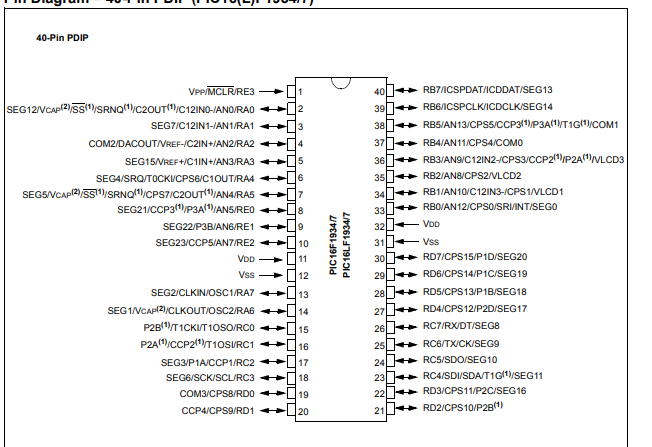 40-Pin PDIP
VPP/MCLR/RE3 1
SEG12/VCAP(2)/SS(1)/SRNQ(1)/C2OUT(1)/C12IN0-/AN0/RA0 2
SEG7/C12IN1-/AN1/RA1 3
COM2/DACOUT/VREF-/C2IN+/AN2/RA2 4
SEG15/VREF+/C1IN+/AN3/RA3 5
SEG4/SRQ/T0CKI/CPS6/C1OUT/RA4 6
SEG5/VCAP(2)/SS(1)/SRNQ(1)/CPS7/C2OUT(1)/AN4/RA5 7
SEG21/CCP3(1)/P3A(1)/AN5/RE0 8
SEG22/P3B/AN6/RE1 9
SEG23/CCP5/AN7/RE2 10
VDD 11
VSS 12
SEG2/CLKIN/OSC1/RA7 13
SEG1/VCAP(2)/CLKOUT/OSC2/RA6 14
P2B(1)/T1CKI/T1OSO/RC0 15
P2A(1)/CCP2(1)/T1OSI/RC1 16
SEG3/P1A/CCP1/RC2 17
SEG6/SCK/SCL/RC3 18
COM3/CPS8/RD0 19
CCP4/CPS9/RD1 20
PIC16F1934/7
PIC16LF1934/7
40 RB7/ICSPDAT/ICDDAT/SEG13
39 RB6/ICSPCLK/ICDCLK/SEG14
38 RB5/AN13/CPS5/CCP3(1)/P3A(1)/T1G(1)/COM1
37 RB4/AN11/CPS4/COM0
36 RB3/AN9/C12IN2-/CPS3/CCP2(1)/P2A(1)/VLCD3
35 RB2/AN8/CPS2/VLCD2
34 RB1/AN10/C12IN3-/CPS1/VLCD1
33 RB0/AN12/CPS0/SRI/INT/SEG0
32 VDD
31 VSS
30 RD7/CPS15/P1D/SEG20
29 RD6/CPS14/P1C/SEG19
28 RD5/CPS13/P1B/SEG18
27 RD4/CPS12/P2D/SEG17
26 RC7/RX/DT/SEG8
25 RC6/TX/CK/SEG9
24 RC5/SDO/SEG10
23 RC4/SDI/SDA/T1G(1)/SEG11
22 RD3/CPS11/P2C/SEG16
21 RD2/CPS10/P2B(1)